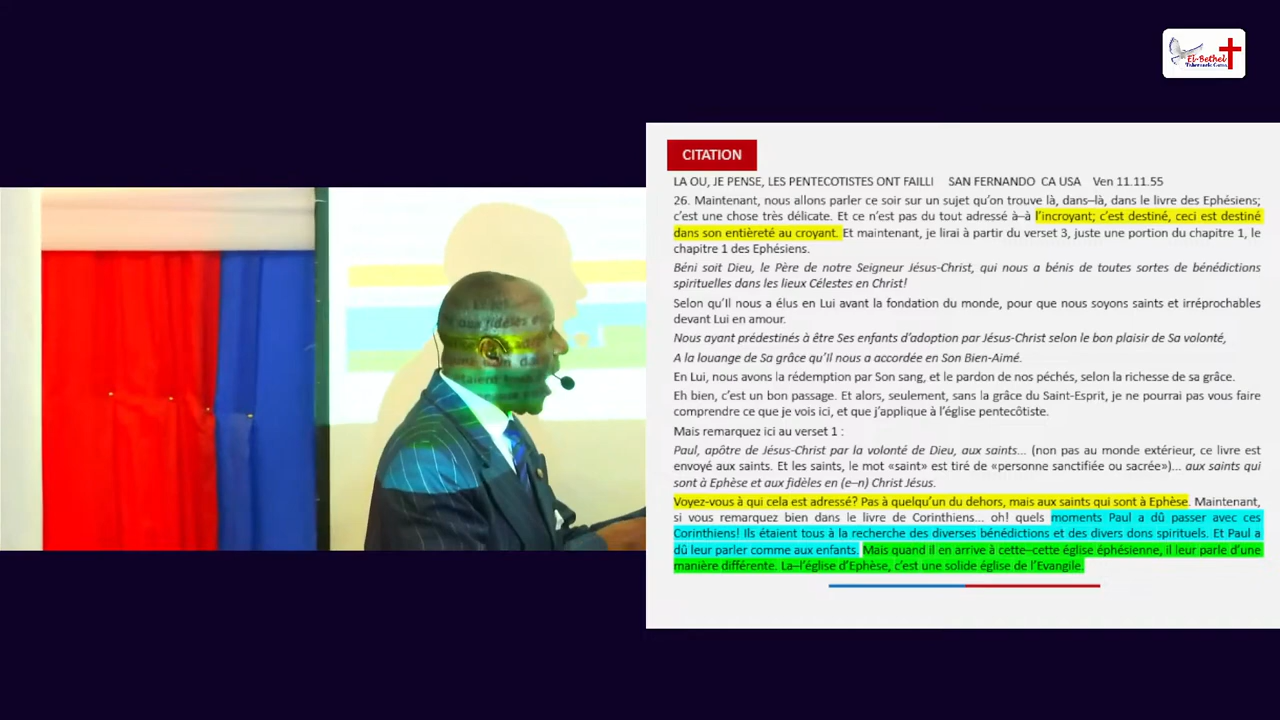 El-Bethel
Tabernacle Goma
CITATION
LA OU, JE PENSE, LES PENTECOTISTES ONT FAILLI SAN FERNANDO CA USA Ven 11.11.55
26. Maintenant, nous allons parler ce soir sur un sujet qu'on trouve là, dans–là, dans le livre des Ephésiens;
c'est une chose très délicate. Et ce n'est pas du tout adressé à–à l'incroyant; c'est destiné, ceci est destiné
dans son entièreté au croyant. Et maintenant, je lirai à partir du verset 3, juste une portion du chapitre 1, le
chapitre 1 des Ephésiens.
Béni soit Dieu, le Père de notre Seigneur Jésus-Christ, qui nous a bénis de toutes sortes de bénédictions
spirituelles dans les lieux Célestes en Christ!
Selon qu'Il nous a élus en Lui avant la fondation du monde, pour que nous soyons saints et irréprochables
devant Lui en amour.
Nous ayant prédestinés à être Ses enfants d'adoption par Jésus-Christ selon le bon plaisir de Sa volonté,
A la louange de Sa grâce qu'Il nous a accordée en Son Bien-Aimé.
En Lui, nous avons la rédemption par Son sang, et le pardon de nos péchés, selon la richesse de sa grâce.
Eh bien, c'est un bon passage. Et alors, seulement, sans la grâce du Saint-Esprit, je ne pourrai pas vous faire
comprendre ce que je vois ici, et que j'applique à l'église pentecôtiste.
Mais remarquez ici au verset 1 :
Paul, apôtre de Jésus-Christ par la volonté de Dieu, aux saints... (non pas au monde extérieur, ce livre est
envoyé aux saints. Et les saints, le mot «saint» est tiré de «personne sanctifiée ou sacrée»)... aux saints qui
sont à Ephèse et aux fidèles en (e–n) Christ Jésus.
Voyez-vous à qui cela est adressé? Pas à quelqu'un du dehors, mais aux saints qui sont à Ephèse. Maintenant,
si vous remarquez bien dans le livre de Corinthiens... oh! quels moments Paul a dû passer avec ces
Corinthiens! Ils étaient tous à la recherche des diverses bénédictions et des divers dons spirituels. Et Paul a
dû leur parler comme aux enfants. Mais quand il en arrive à cette–cette église éphésienne, il leur parle d'une
manière différente. La–l'église d'Ephèse, c'est une solide église de l'Evangile.